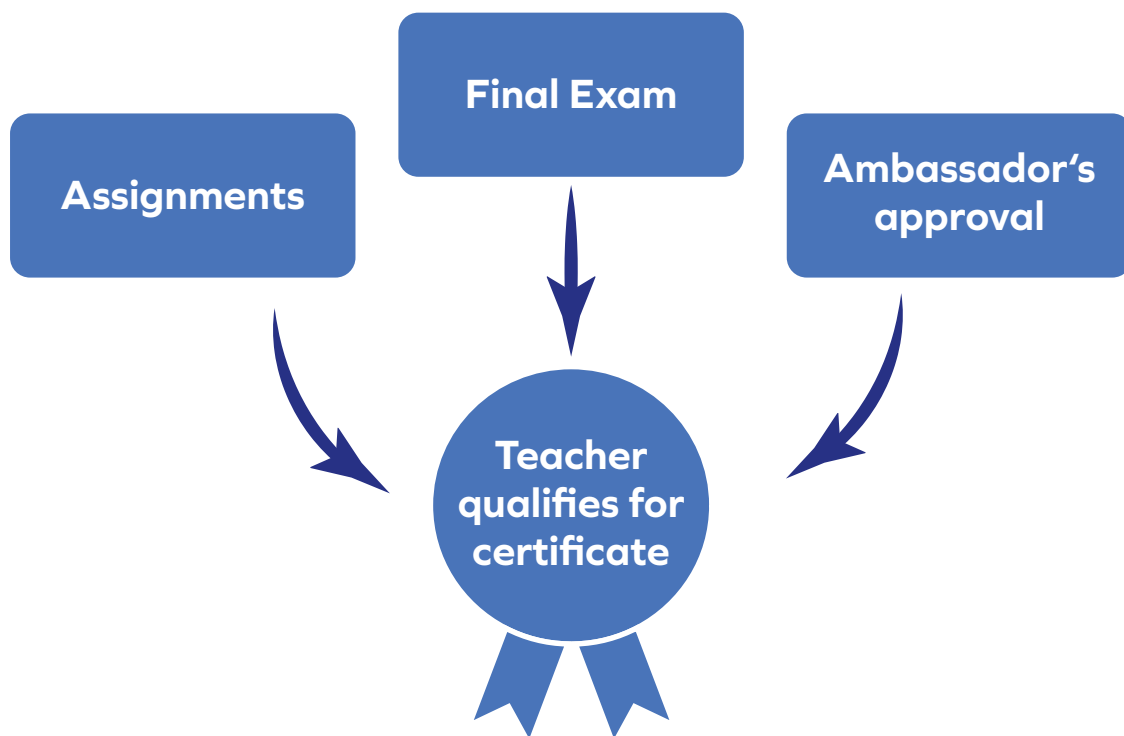 Final Exam
Assignments
Ambassador‘s
approval
Teacher
qualifies for
certificate